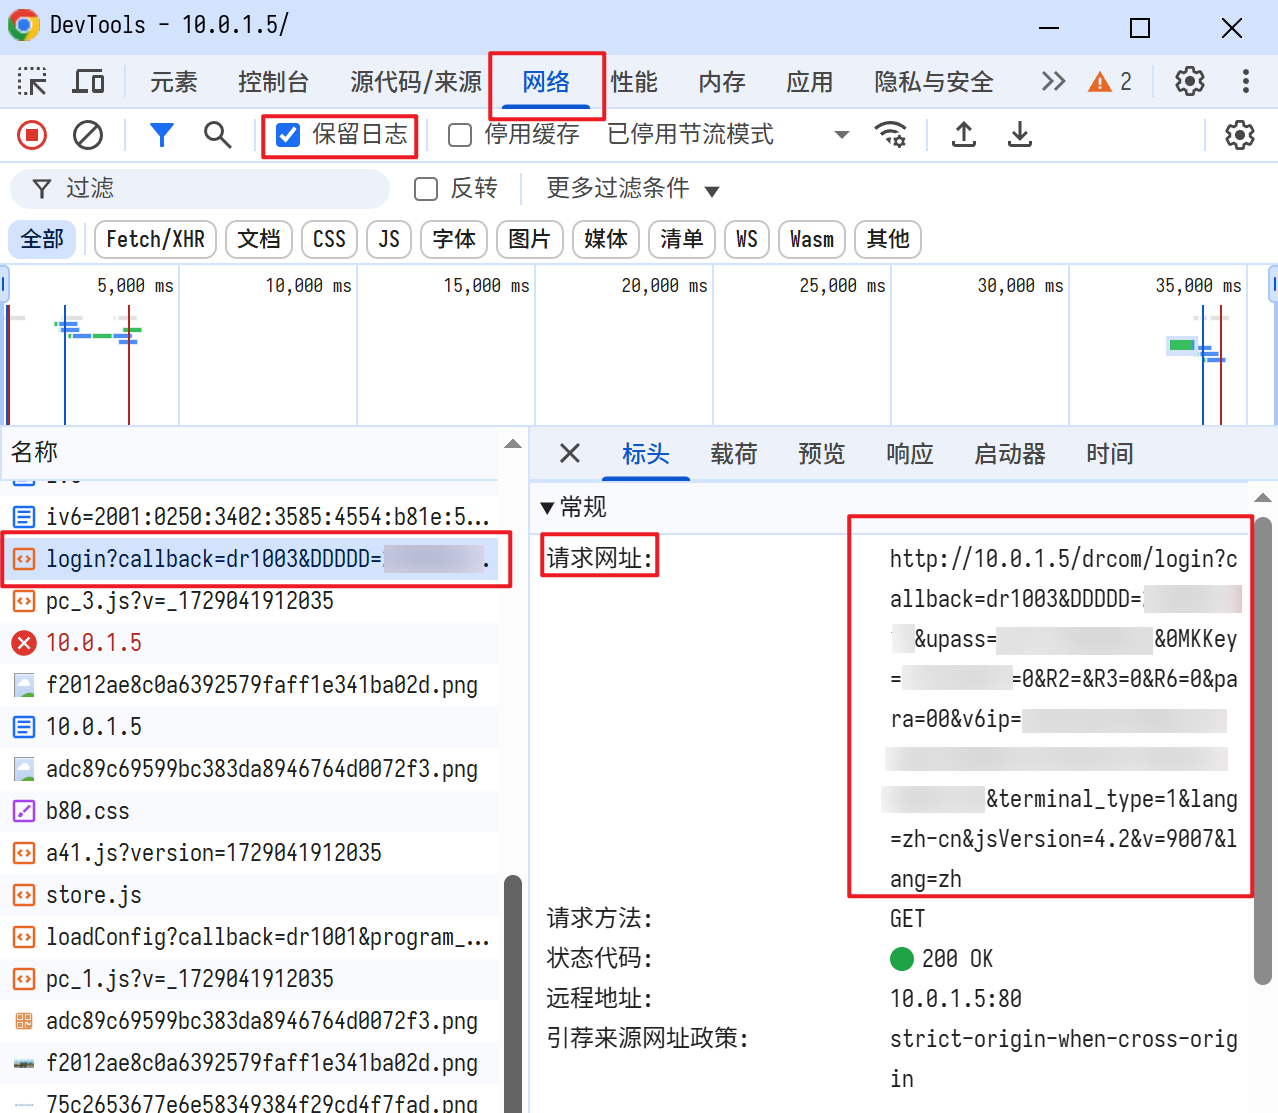 DevTools - 10.0.1.5/
元素 控制台 源代码/来源 网络 性能 内存 应用 隐私与安全 2
保留日志 停用缓存 已停用节流模式
过滤 反转 更多过滤条件
全部 Fetch/XHR 文档 CSS JS 字体 图片 媒体 清单 WS Wasm 其他
5,000 ms 10,000 ms 15,000 ms 20,000 ms 25,000 ms 30,000 ms 35,000 ms
名称
iv6=2001:0250:3402:3585:4554:b81e:5...
login?callback=dr1003&DDDDD=
pc_3.js?v=_1729041912035
10.0.1.5
f2012ae8c0a6392579faff1e341ba02d.png
10.0.1.5
adc89c69599bc383da8946764d0072f3.png
b80.css
a41.js?version=1729041912035
store.js
loadConfig?callback=dr1001&program_...
pc_1.js?v=_1729041912035
adc89c69599bc383da8946764d0072f3.png
f2012ae8c0a6392579faff1e341ba02d.png
75c2653677e6e58349384f29cd4f7fad.png
标头 载荷 预览 响应 启动器 时间
常规
请求网址:
http://10.0.1.5/drcom/login?c
allback=dr1003&DDDDD=
&upass= &0MKKey
= =0&R2=&R3=0&R6=0&pa
ra=00&v6ip=
&terminal_type=1&lang
=zh-cn&jsVersion=4.2&v=9007&l
ang=zh
请求方法: GET
状态代码: 200 OK
远程地址: 10.0.1.5:80
引荐来源网址政策: strict-origin-when-cross-orig
in